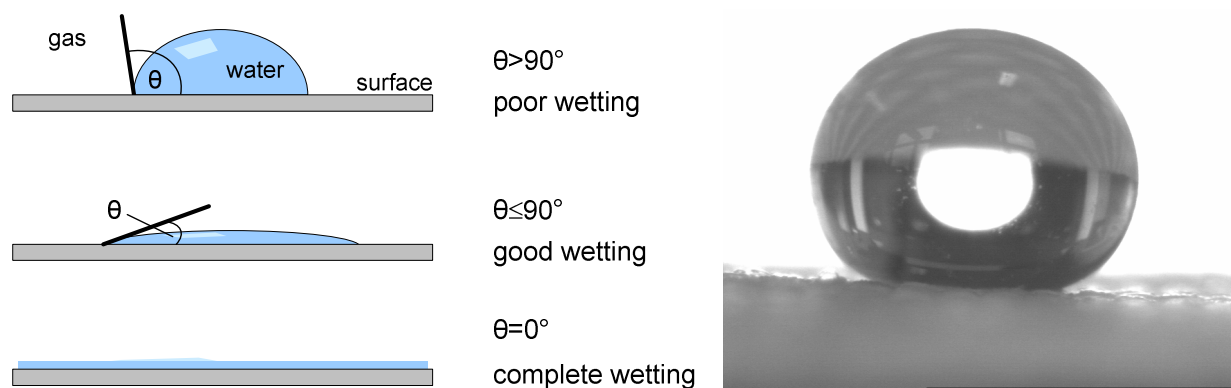 gas
θ
water
surface
θ>90°
poor wetting
θ
θ≤90°
good wetting
θ=0°
complete wetting